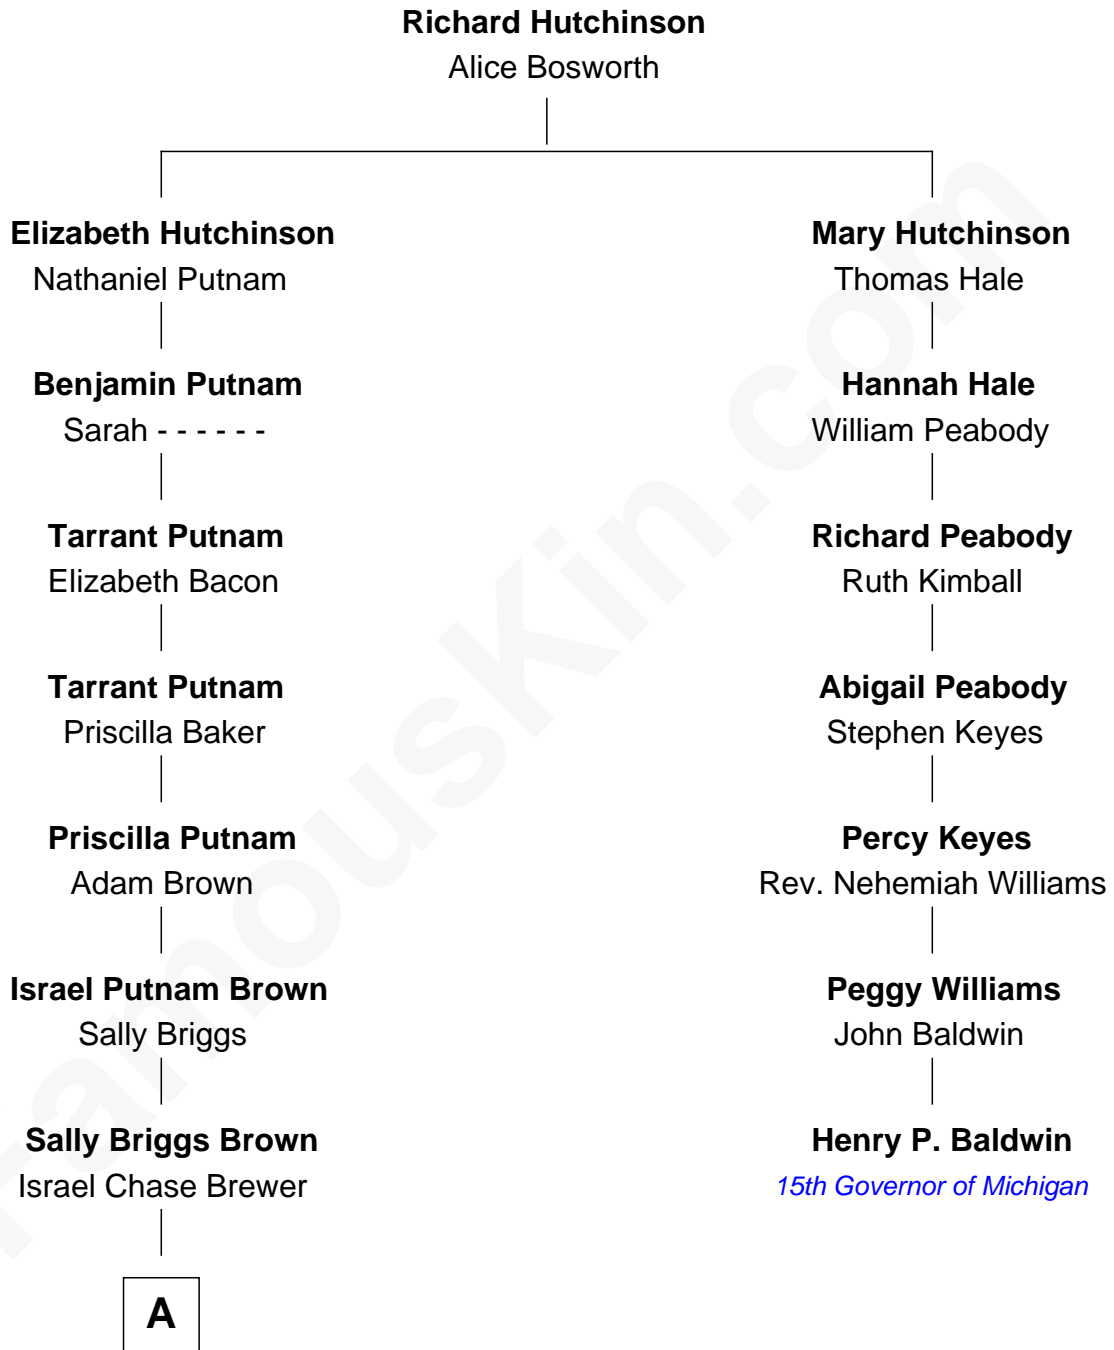 Richard Hutchinson
Alice Bosworth
Elizabeth Hutchinson
Nathaniel Putnam
Benjamin Putnam
Sarah - - - - - -
Tarrant Putnam
Elizabeth Bacon
Tarrant Putnam
Priscilla Baker
Priscilla Putnam
Adam Brown
Israel Putnam Brown
Sally Briggs
Sally Briggs Brown
Israel Chase Brewer
A
Mary Hutchinson
Thomas Hale
Hannah Hale
William Peabody
Richard Peabody
Ruth Kimball
Abigail Peabody
Stephen Keyes
Percy Keyes
Rev. Nehemiah Williams
Peggy Williams
John Baldwin
Henry P. Baldwin
15th Governor of Michigan
FamousKin.com